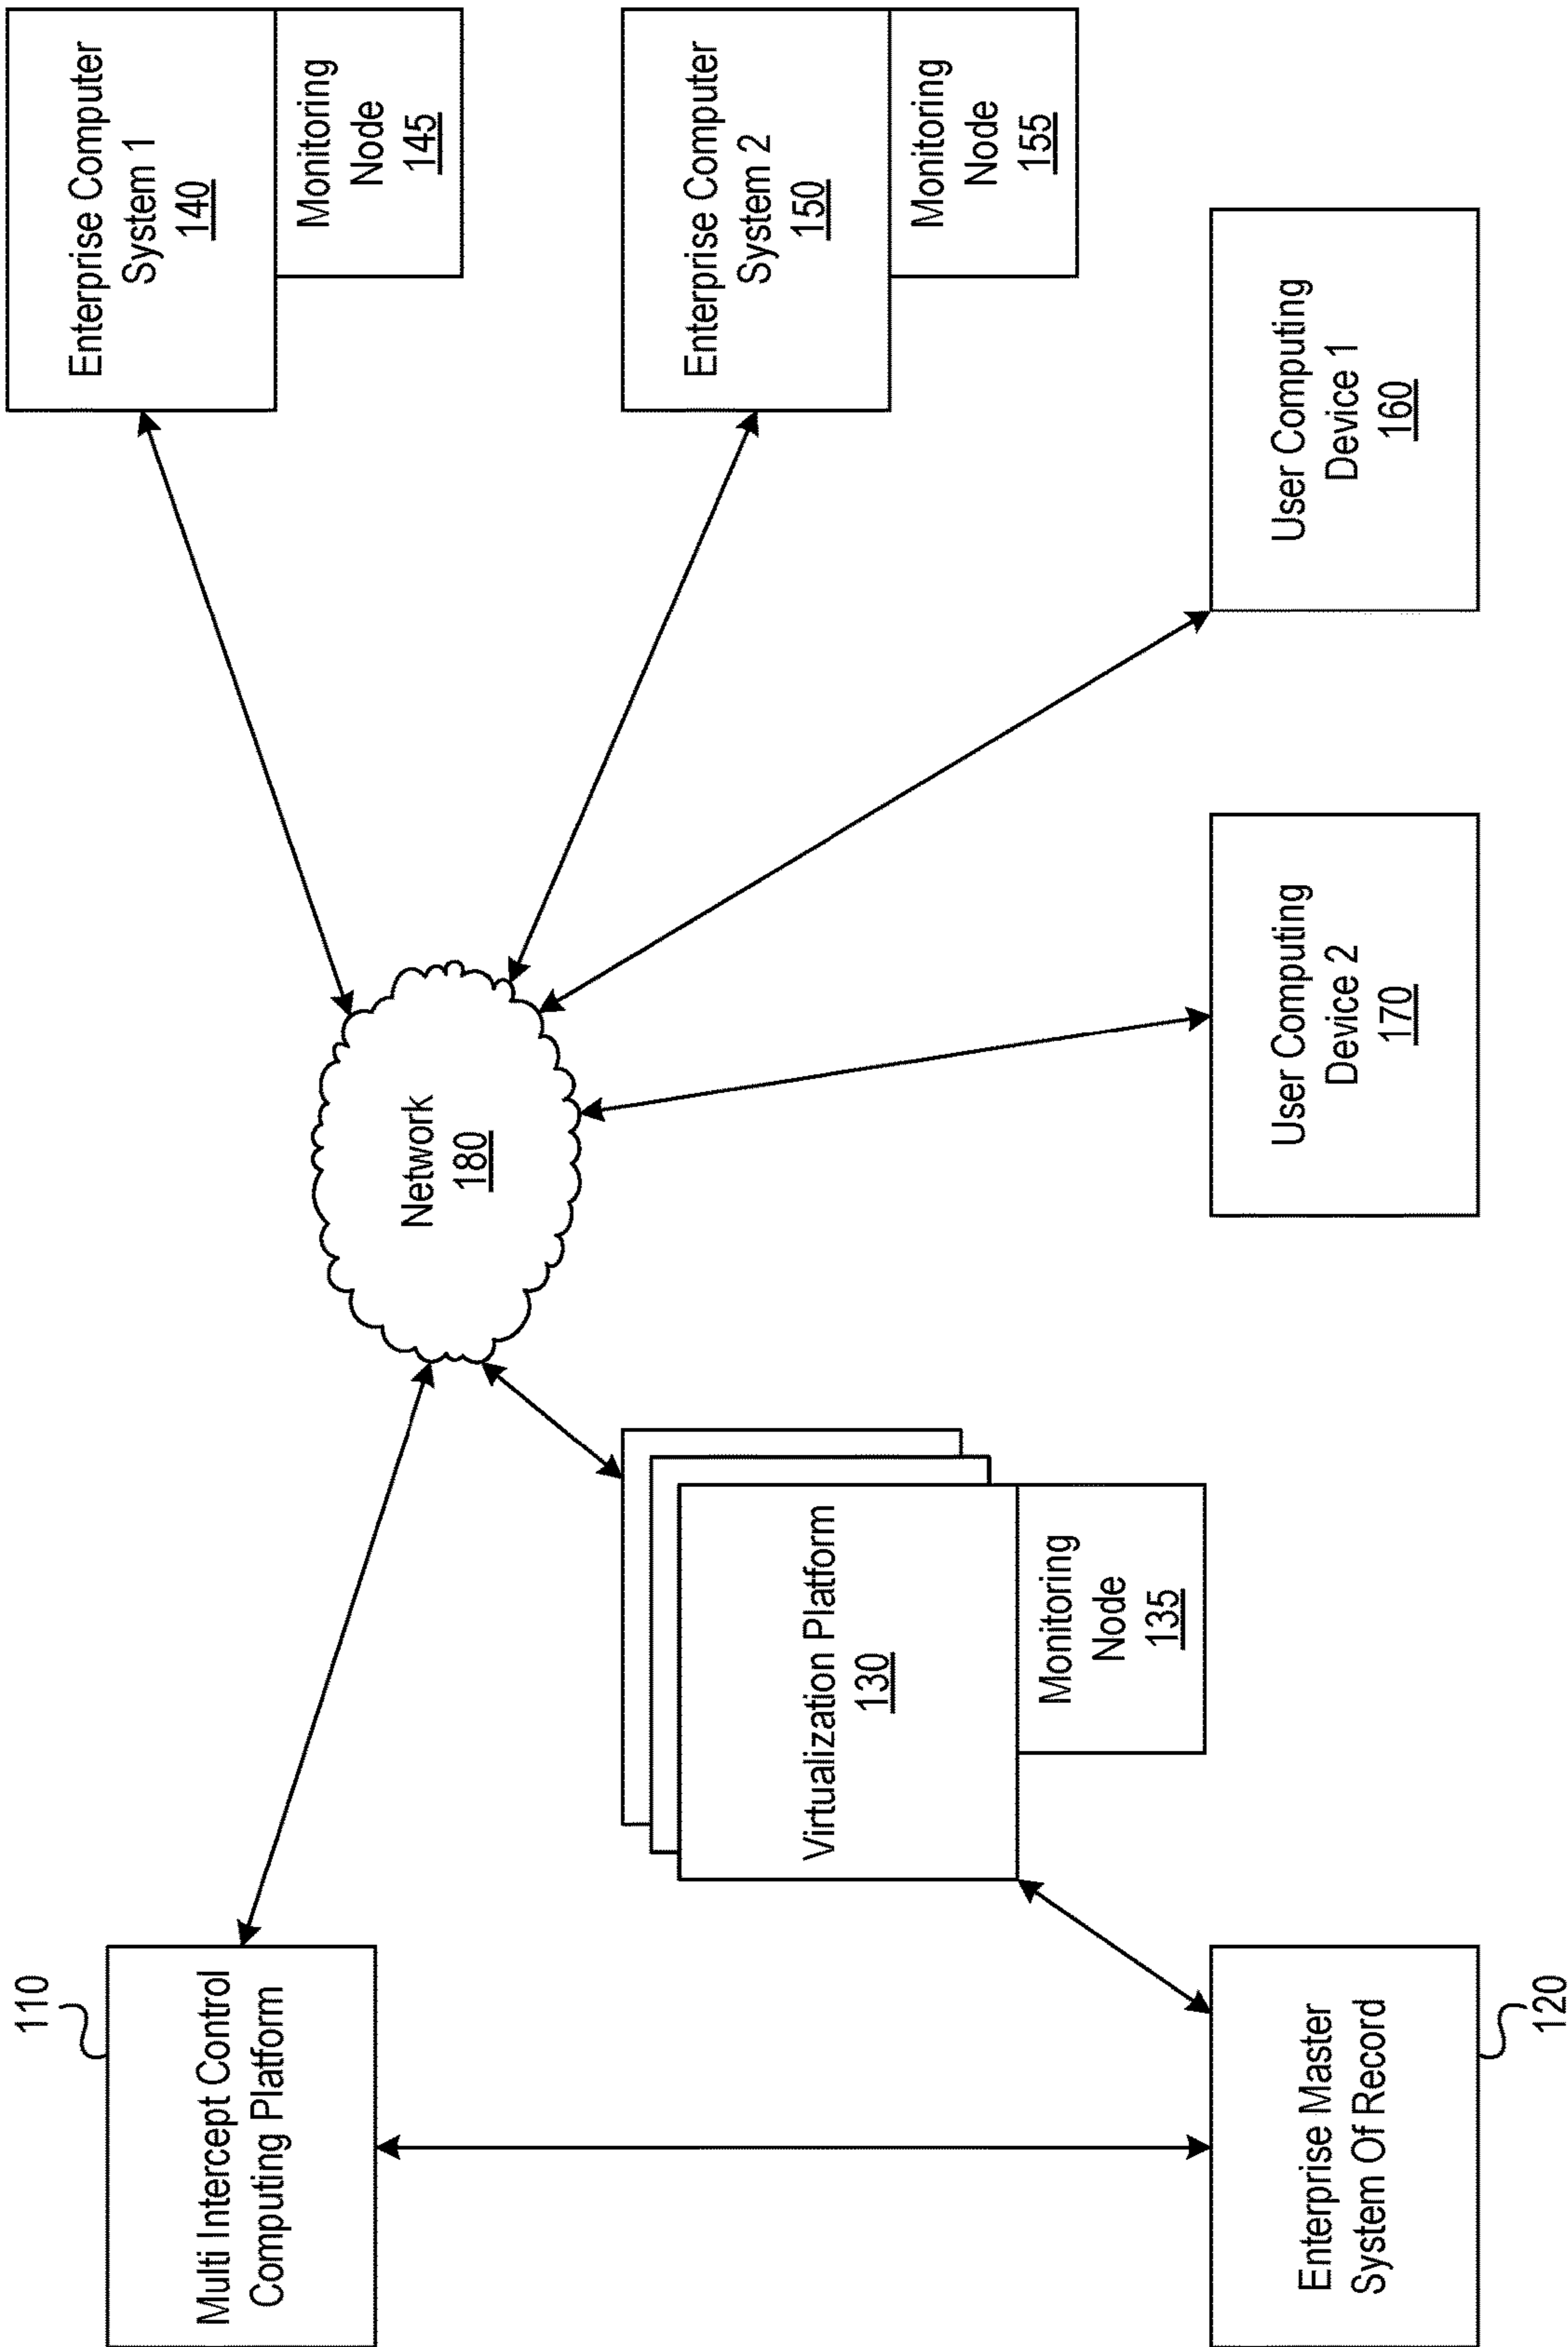 110
Multi Intercept Control
Computing Platform
Enterprise Master
System Of Record
120
Virtualization Platform
130
Monitoring
Node
135
Network
180
Enterprise Computer
System 1
140
Monitoring
Node
145
Enterprise Computer
System 2
150
Monitoring
Node
155
User Computing
Device 1
160
User Computing
Device 2
170